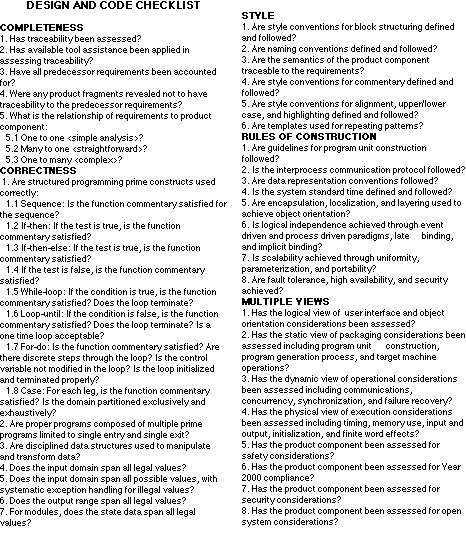 DESIGN AND CODE CHECKLIST
COMPLETENESS
1. Has traceability been assessed?
2. Has available tool assistance been applied in
assessing traceability?
3. Have all predecessor requirements been accounted
for?
4. Were any product fragments revealed not to have
traceability to the predecessor requirements?
5. What is the relationship of requirements to product
component:
5.1 One to one <simple analysis>?
5.2 Many to one <straightforward>?
5.3 One to many <complex>?
CORRECTNESS
1. Are structured programming prime constructs used
correctly:
1.1 Sequence: Is the function commentary satisfied for
the sequence?
1.2 If-then: If the test is true, is the function
commentary satisfied?
1.3 If-then-else: If the test is true, is the function
commentary satisfied?
1.4 If the test is false, is the function commentary
satisfied?
1.5 While-loop: If the condition is true, is the function
commentary satisfied? Does the loop terminate?
1.6 Loop-until: If the condition is false, is the function
commentary satisfied? Does the loop terminate? Is a
one time loop acceptable?
1.7 For-do: Is the function commentary satisfied? Are
there discrete steps through the loop? Is the control
variable not modified in the loop? Is the loop initialized
and terminated properly?
1.8 Case: For each leg, is the function commentary
satisfied? Is the domain partitioned exclusively and
exhaustively?
2. Are proper programs composed of multiple prime
programs limited to single entry and single exit?
3. Are disciplined data structures used to manipulate
and transform data?
4. Does the input domain span all legal values?
5. Does the input domain span all possible values, with
systematic exception handling for illegal values?
6. Does the output range span all legal values?
7. For modules, does the state data span all legal
values?
STYLE
1. Are style conventions for block structuring defined
and followed?
2. Are naming conventions defined and followed?
3. Are the semantics of the product component
traceable to the requirements?
4. Are style conventions for commentary defined and
followed?
5. Are style conventions for alignment, upper/lower
case, and highlighting defined and followed?
6. Are templates used for repeating patterns?
RULES OF CONSTRUCTION
1. Are guidelines for program unit construction
followed?
2. Is the interprocess communication protocol followed?
3. Are data representation conventions followed?
4. Is the system standard time defined and followed?
5. Are encapsulation, localization, and layering used to
achieve object orientation?
6. Is logical independence achieved through event
driven and process driven paradigms, late binding,
and implicit binding?
7. Is scalability achieved through uniformity,
parameterization, and portability?
8. Are fault tolerance, high availability, and security
achieved?
MULTIPLE VIEWS
1. Has the logical view of user interface and object
orientation considerations been assessed?
2. Has the static view of packaging considerations been
assessed including program unit construction,
program generation process, and target machine
operations?
3. Has the dynamic view of operational considerations
been assessed including communications,
concurrency, synchronization, and failure recovery?
4. Has the physical view of execution considerations
been assessed including timing, memory use, input and
output, initialization, and finite word effects?
5. Has the product component been assessed for
safety considerations?
6. Has the product component been assessed for Year
2000 compliance?
7. Has the product component been assessed for
security considerations?
8. Has the product component been assessed for open
system considerations?